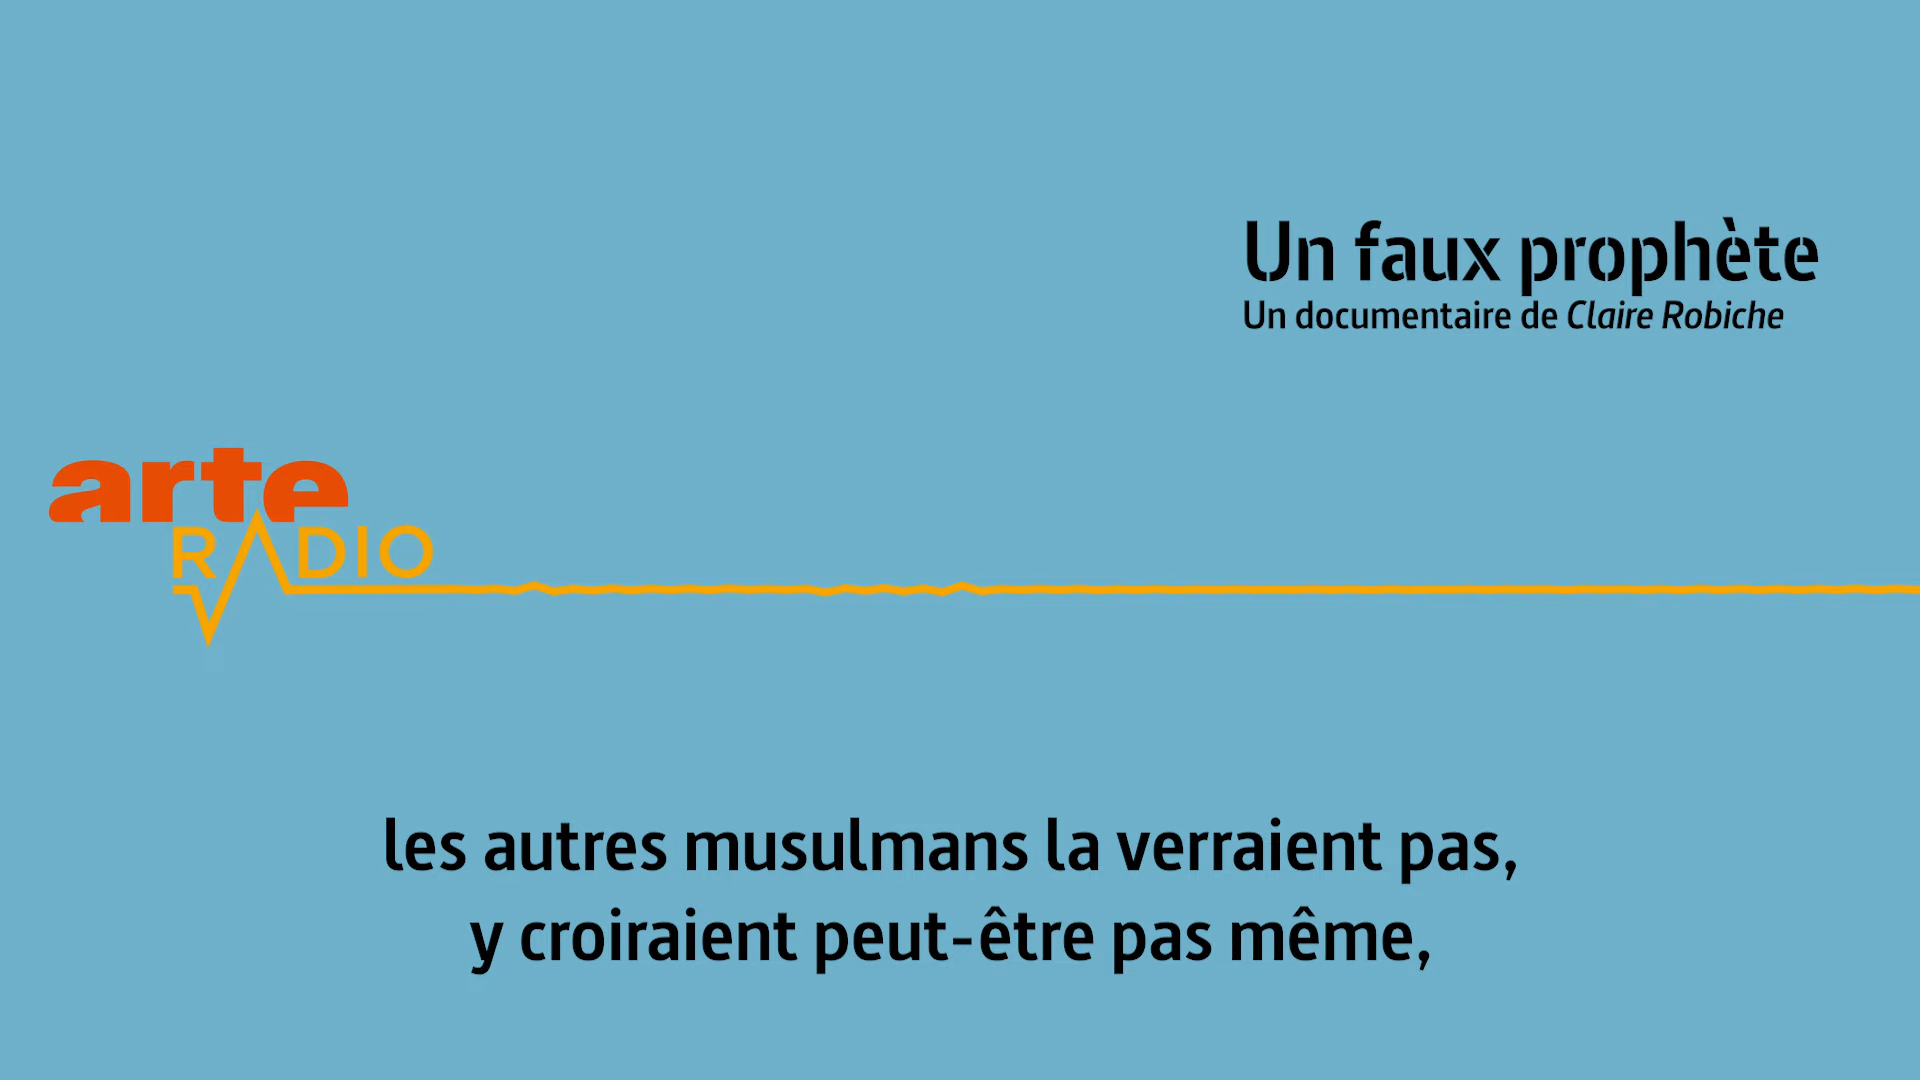 Un faux prophète
Un documentaire de Claire Robiche
arte
RADIO
les autres musulmans la verraient pas,
y croiraient peut-être pas même,